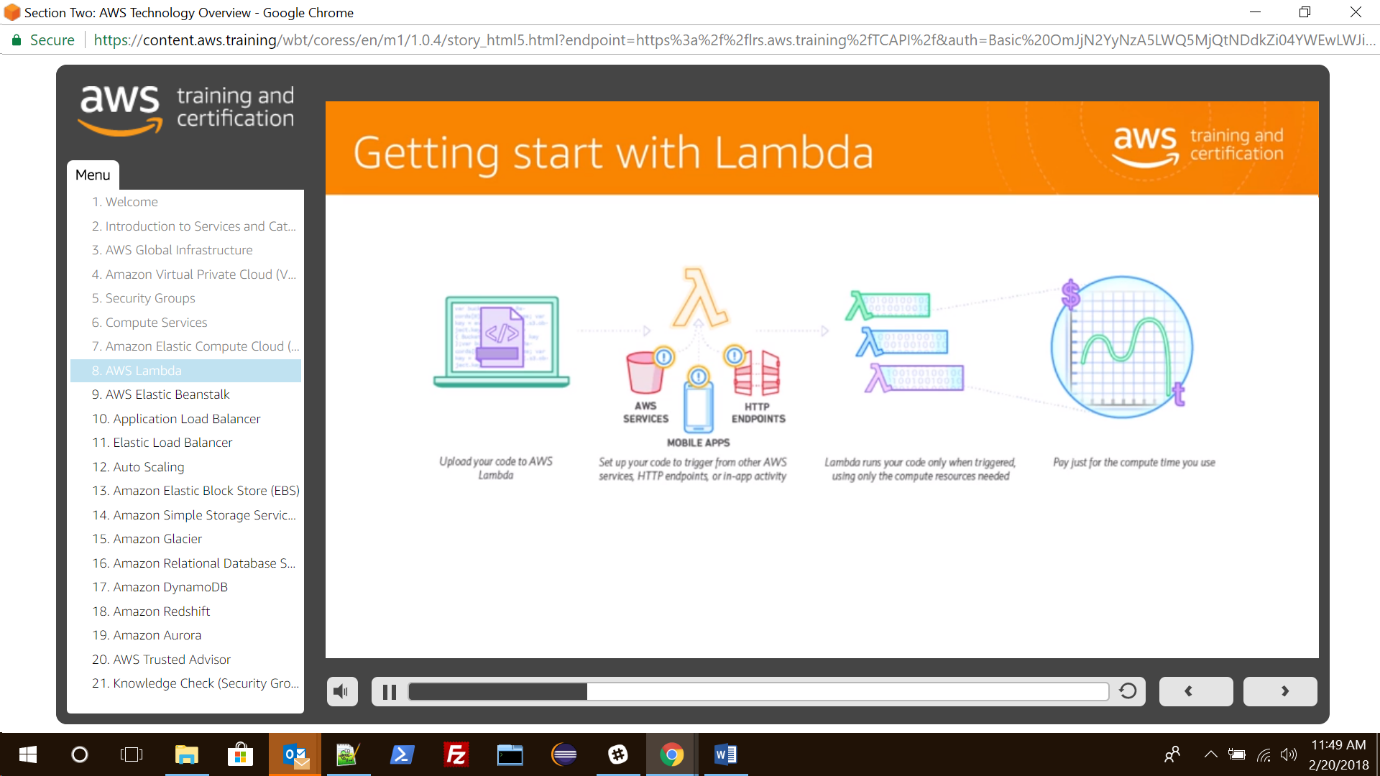 Section Two: AWS Technology Overview - Google Chrome
Secure
https://content.aws.training/wbt/coress/en/m1/1.0.4/story_html5.html?endpoint=https%3a%2f%2flrs.aws.training%2fTCAPI%2f&auth=Basic%20OmJjN2YyNzA5LWQ5MjQtNDdkZi04YWEwLWJi...
aws training and
certification
Menu
1. Welcome
2. Introduction to Services and Cat...
3. AWS Global Infrastructure
4. Amazon Virtual Private Cloud (V...
5. Security Groups
6. Compute Services
7. Amazon Elastic Compute Cloud (...
8. AWS Lambda
9. AWS Elastic Beanstalk
10. Application Load Balancer
11. Elastic Load Balancer
12. Auto Scaling
13. Amazon Elastic Block Store (EBS)
14. Amazon Simple Storage Servic...
15. Amazon Glacier
16. Amazon Relational Database S...
17. Amazon DynamoDB
18. Amazon Redshift
19. Amazon Aurora
20. AWS Trusted Advisor
21. Knowledge Check (Security Gro...
Getting start with Lambda
aws training and
certification
Upload your code to AWS
Lambda
AWS
SERVICES
MOBILE APPS
HTTP
ENDPOINTS
Set up your code to trigger from other AWS
services, HTTP endpoints, or in-app activity
Lambda runs your code only when triggered,
using only the compute resources needed
$
t
Pay just for the compute time you use
11:49 AM
2/20/2018